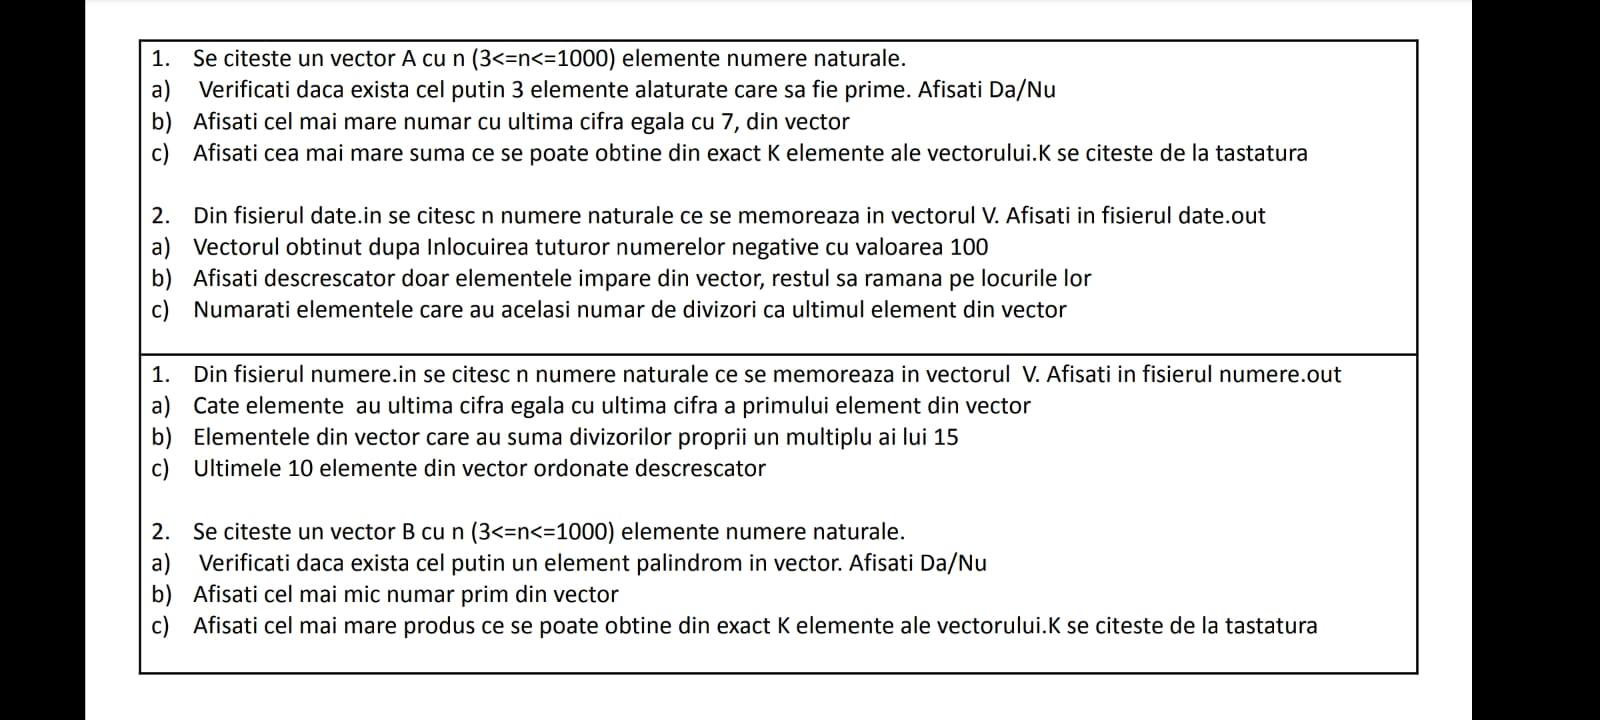 1. Se citeste un vector A cu n (3<=n<=1000) elemente numere naturale.
a) Verificati daca exista cel putin 3 elemente alaturate care sa fie prime. Afisati Da/Nu
b) Afisati cel mai mare numar cu ultima cifra egala cu 7, din vector
c) Afisati cea mai mare suma ce se poate obtine din exact K elemente ale vectorului.K se citeste de la tastatura
2. Din fisierul date.in se citesc n numere naturale ce se memoreaza in vectorul V. Afisati in fisierul date.out
a) Vectorul obtinut dupa Inlocuirea tuturor numerelor negative cu valoarea 100
b) Afisati descrescator doar elementele impare din vector, restul sa ramana pe locurile lor
c) Numarati elementele care au acelasi numar de divizori ca ultimul element din vector
1. Din fisierul numere.in se citesc n numere naturale ce se memoreaza in vectorul V. Afisati in fisierul numere.out
a) Cate elemente au ultima cifra egala cu ultima cifra a primului element din vector
b) Elementele din vector care au suma divizorilor proprii un multiplu ai lui 15
c) Ultimele 10 elemente din vector ordonate descrescator
2. Se citeste un vector B cu n (3<=n<=1000) elemente numere naturale.
a) Verificati daca exista cel putin un element palindrom in vector. Afisati Da/Nu
b) Afisati cel mai mic numar prim din vector
c) Afisati cel mai mare produs ce se poate obtine din exact K elemente ale vectorului.K se citeste de la tastatura